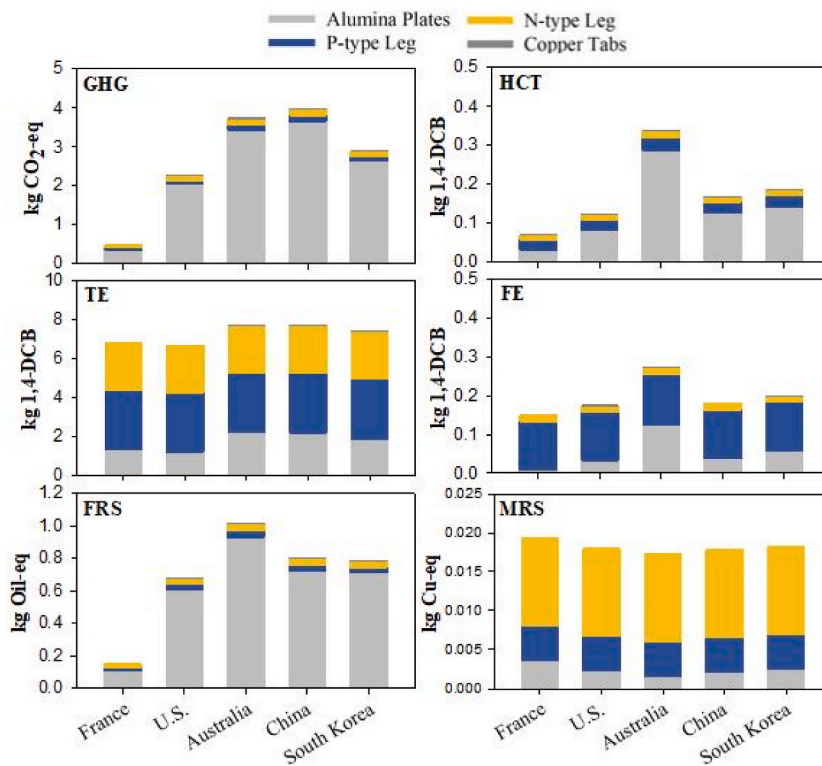 Alumina Plates N-type Leg
P-type Leg Copper Tabs
GHG
kg CO2-eq
5
4
3
2
1
0
HCT
kg 1,4-DCB
0.5
0.4
0.3
0.2
0.1
0.0
TE
kg 1,4-DCB
10
8
6
4
2
0
FE
kg 1,4-DCB
0.5
0.4
0.3
0.2
0.1
0.0
FRS
kg Oil-eq
1.2
1.0
0.8
0.6
0.4
0.2
0.0
France U.S. Australia China South Korea
MRS
kg Cu-eq
0.025
0.020
0.015
0.010
0.005
0.000
France U.S. Australia China South Korea